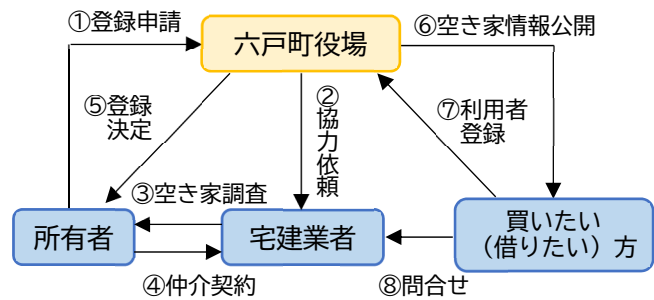 ①登録申請
六戸町役場
⑥空き家情報公開
⑤登録
決定
②協力依頼
⑦利用者
登録
③空き家調査
所有者
宅建業者
買いたい
（借りたい）方
④仲介契約
⑧問合せ